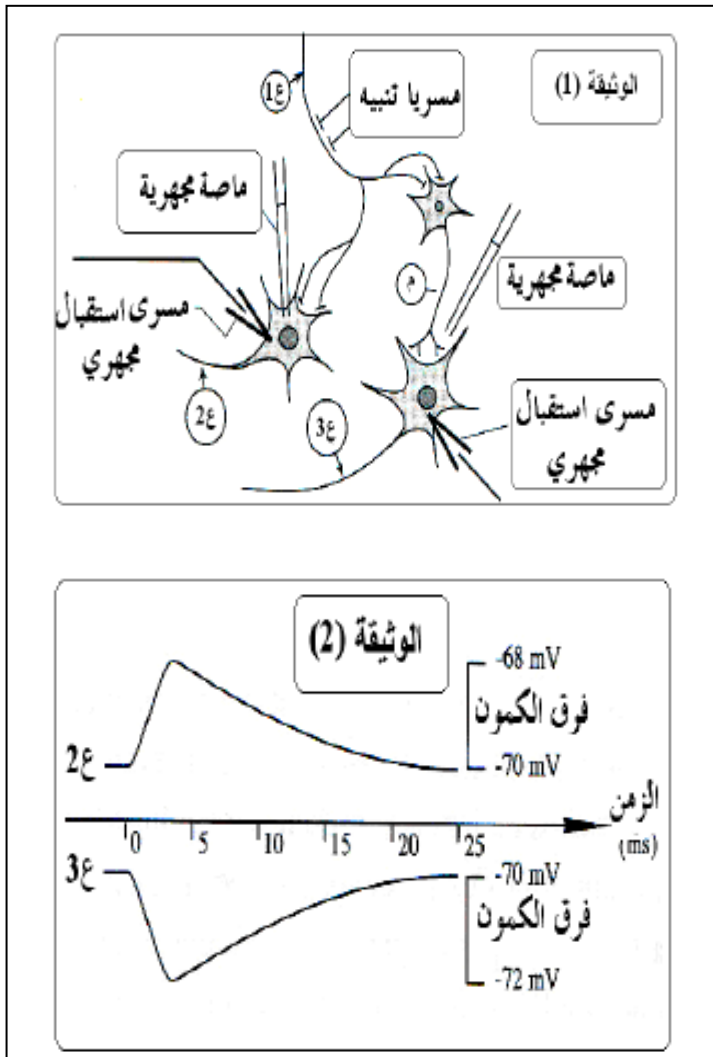 الوثيقة (1)
ع1
مسريا تنبيه
ماصة مجهرية
ماصة مجهرية
م
مسرى استقبال
مجهري
ع2
ع3
مسرى استقبال
مجهري
الوثيقة (2)
-68 mV
فرق الكمون
-70 mV
ع2
الزمن
(ms)
0 5 10 15 20 25
ع3
-70 mV
فرق الكمون
-72 mV